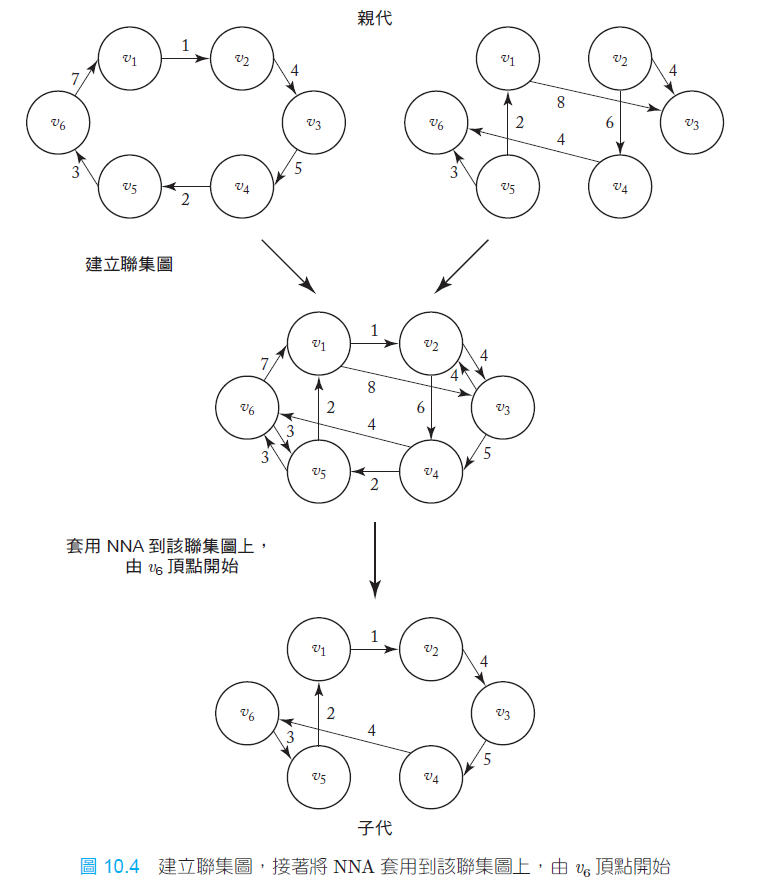 親代
v1 1 v2 v1 v2
7 4 8 4
v6 v3 v6 2 6 v3
3 5 3 4
v5 2 v4 v5 v4
建立聯集圖
v1 1 v2
7 4
8 4
v6 2 6 v3
3 4
3 5
v5 2 v4
套用 NNA 到該聯集圖上，
由 v6 頂點開始
v1 1 v2
4
v6 2 v3
3 4
5
v5 v4
子代
圖 10.4 建立聯集圖，接著將 NNA 套用到該聯集圖上，由 v6 頂點開始